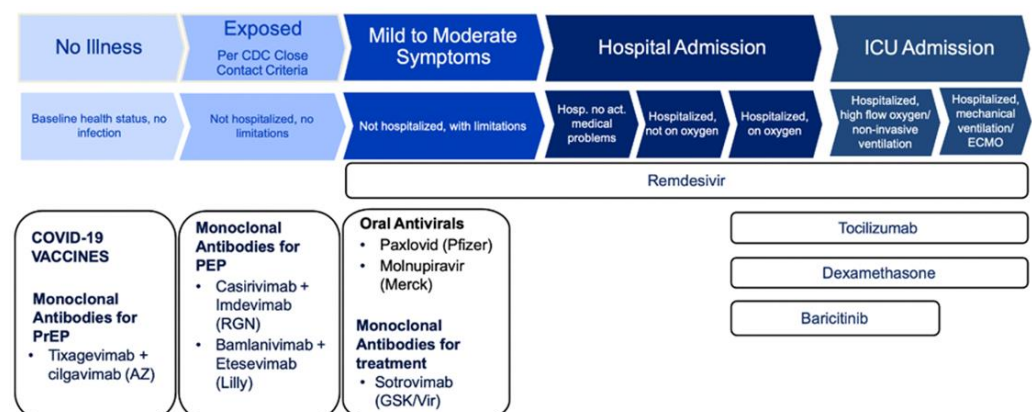 No Illness
Exposed
Per CDC Close
Contact Criteria
Mild to Moderate
Symptoms
Hospital Admission
ICU Admission
Baseline health status, no
infection
Not hospitalized, no
limitations
Not hospitalized, with limitations
Hosp. no act.
medical
problems
Hospitalized,
not on oxygen
Hospitalized,
on oxygen
Hospitalized,
high flow oxygen/
non-invasive
ventilation
Hospitalized,
mechanical
ventilation/
ECMO
Remdesivir
COVID-19
VACCINES
Monoclonal
Antibodies for
PrEP
• Tixagevimab +
cilgavimab (AZ)
Monoclonal
Antibodies for
PEP
• Casirivimab +
Imdevimab
(RGN)
• Bamlanivimab +
Etesevimab
(Lilly)
Oral Antivirals
• Paxlovid (Pfizer)
• Molnupiravir
(Merck)
Monoclonal
Antibodies for
treatment
• Sotrovimab
(GSK/Vir)
Tocilizumab
Dexamethasone
Baricitinib